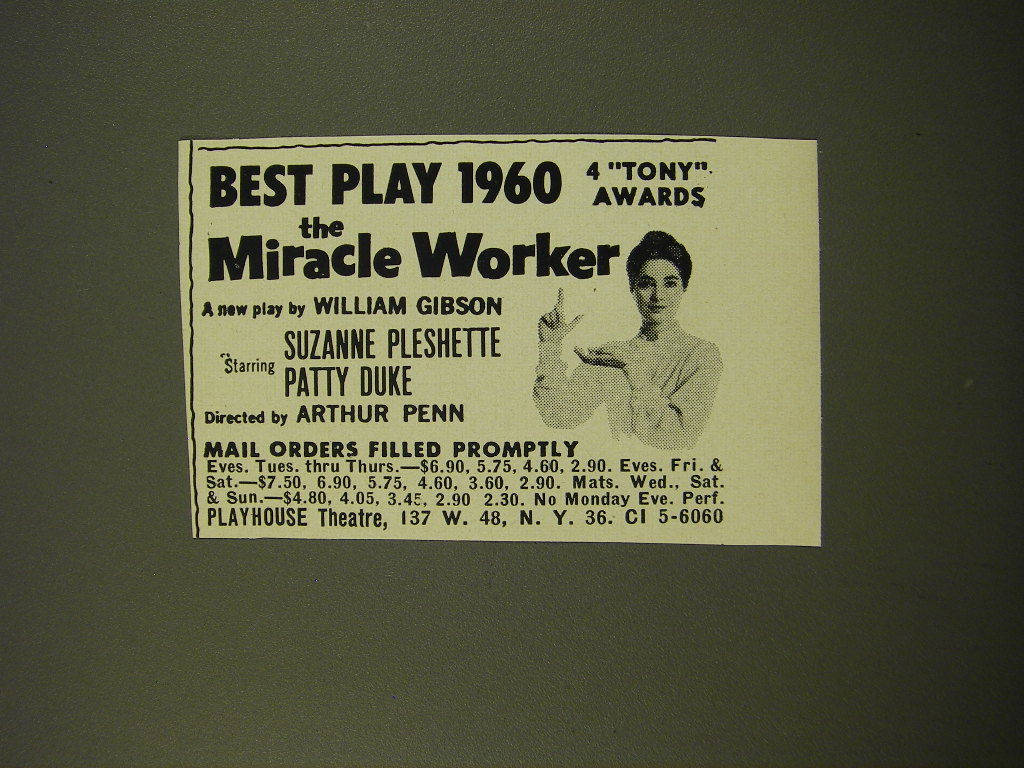 BEST PLAY 1960
4 "TONY" AWARDS
the
Miracle Worker
A new play by WILLIAM GIBSON
Starring SUZANNE PLESHETTE
PATTY DUKE
Directed by ARTHUR PENN
MAIL ORDERS FILLED PROMPTLY
Eves. Tues. thru Thurs.—$6.90, 5.75, 4.60, 2.90. Eves. Fri. &
Sat.—$7.50, 6.90, 5.75, 4.60, 3.60, 2.90. Mats. Wed., Sat.
& Sun.—$4.80, 4.05, 3.45, 2.90 2.30. No Monday Eve. Perf.
PLAYHOUSE Theatre, 137 W. 48, N. Y. 36. CI 5-6060